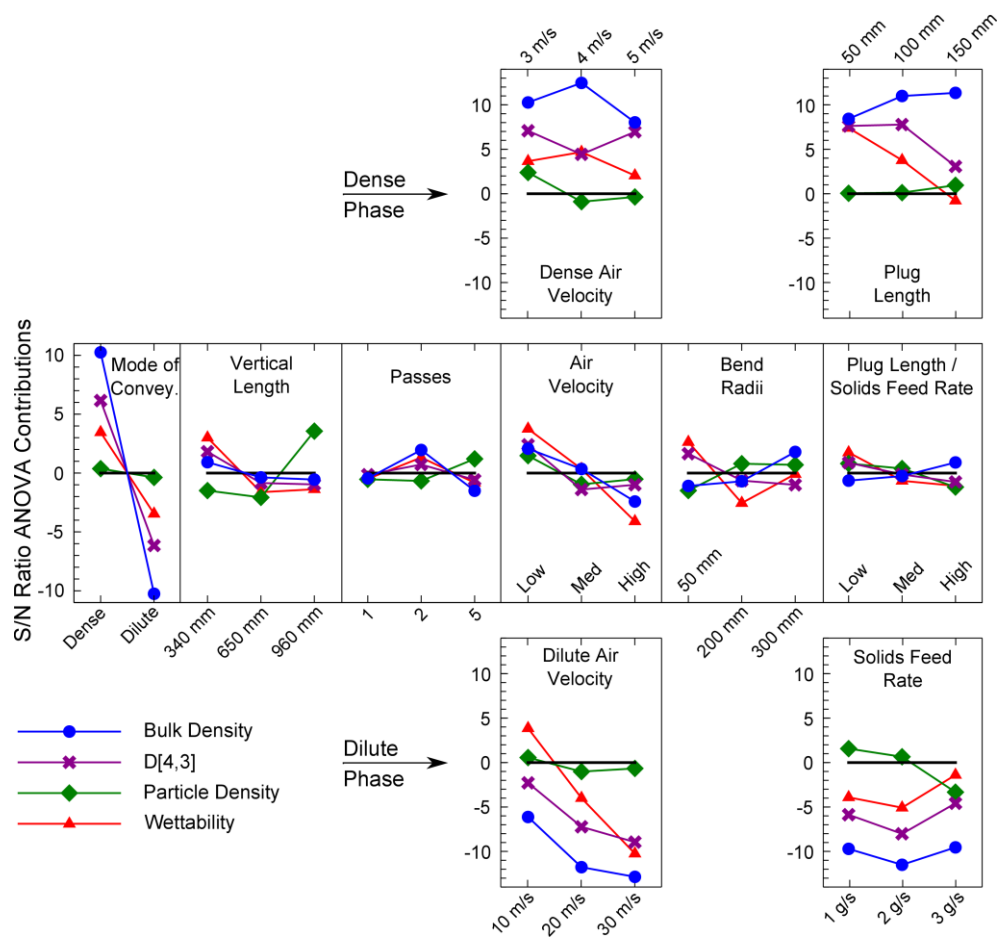 3 m/s 4 m/s 5 m/s 50 mm 100 mm 150 mm
10 10
5 5
0 0
-5 -5
-10 -10
Dense
Phase
Dense Air
Velocity
Plug
Length
S/N Ratio ANOVA Contributions
10
5
0
-5
-10
Mode of
Convey.
Vertical
Length
Passes
Air
Velocity
Bend
Radii
Plug Length /
Solids Feed Rate
Low Med High 50 mm Low Med High
Dense Dilute 340 mm 650 mm 960 mm 1 2 5 200 mm 300 mm
Dilute Air
Velocity
Solids Feed
Rate
10 10
5 5
0 0
-5 -5
-10 -10
Dilute
Phase
Bulk Density
D[4,3]
Particle Density
Wettability
10 m/s 20 m/s 30 m/s 1 g/s 2 g/s 3 g/s